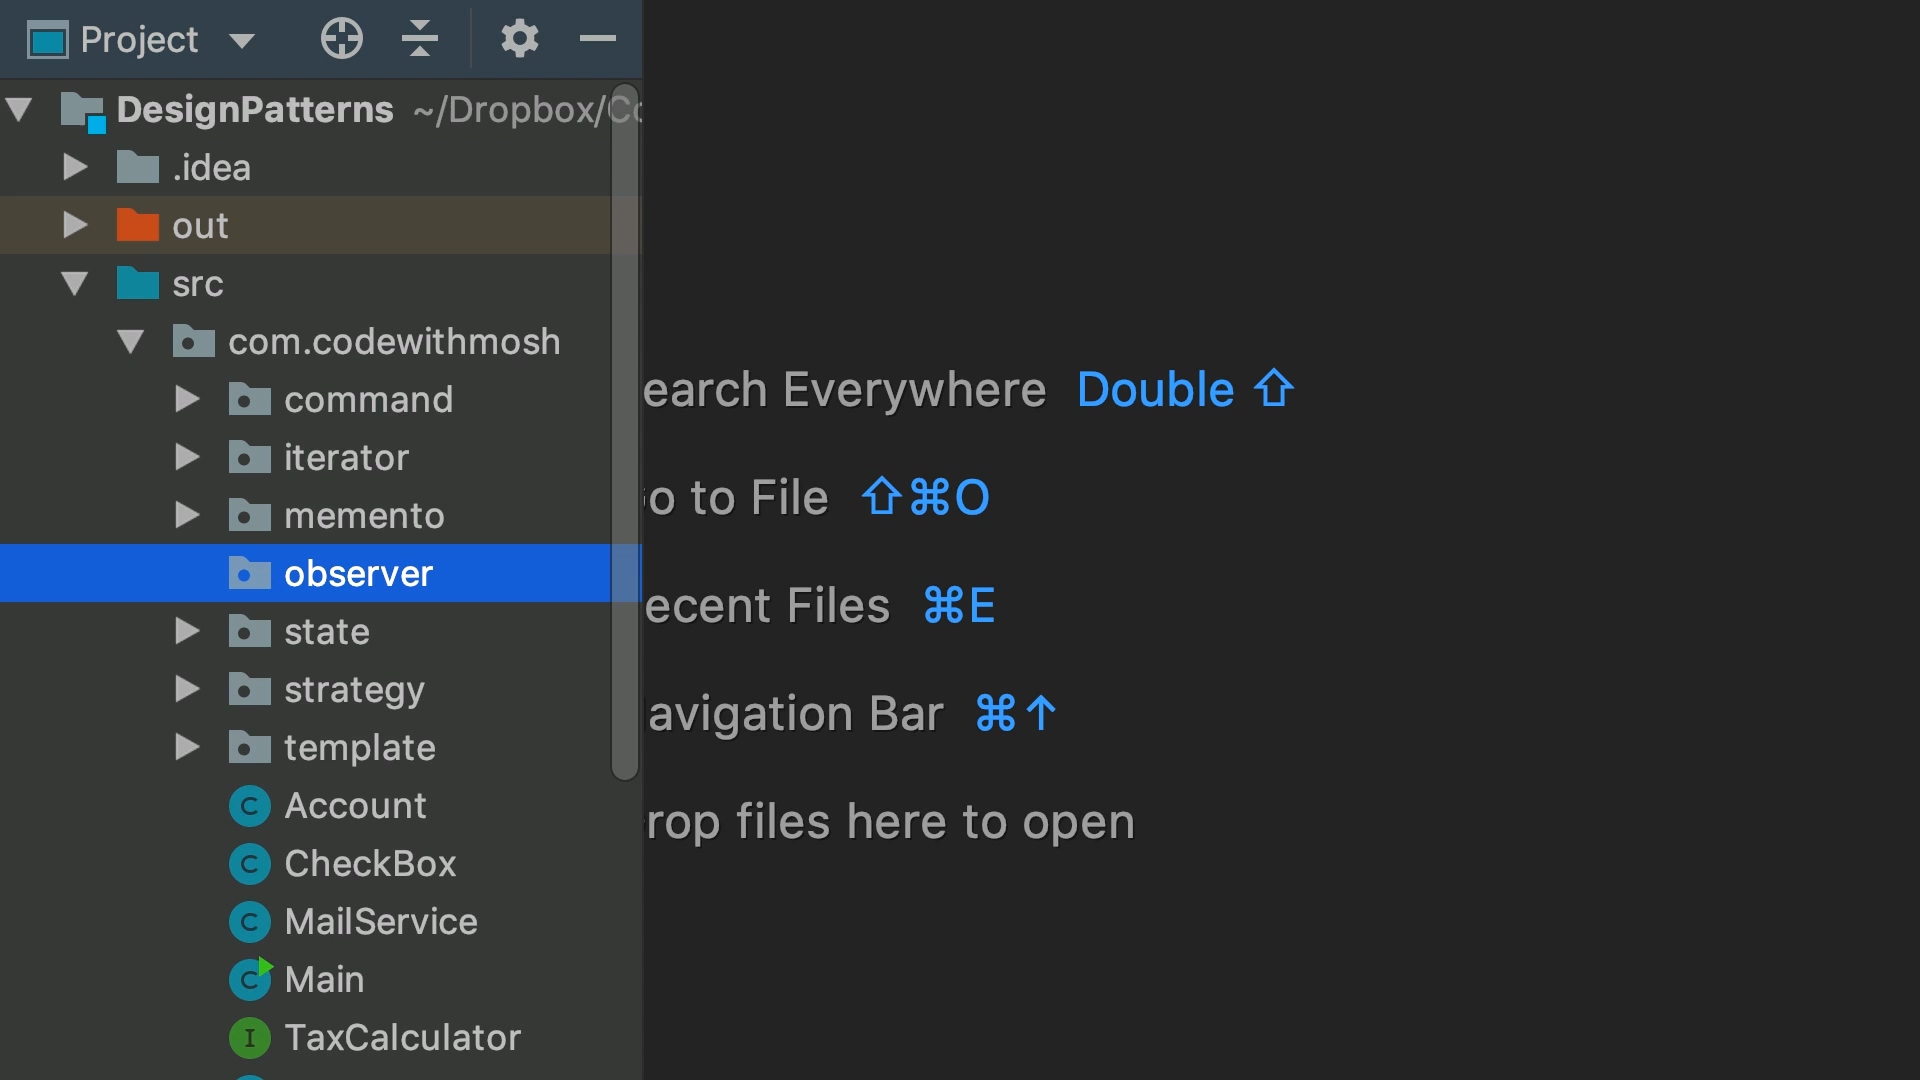 Project
DesignPatterns ~/Dropbox/Co
.idea
out
src
com.codewithmosh
command
iterator
memento
observer
state
strategy
template
Account
CheckBox
MailService
Main
TaxCalculator
earch Everywhere Double ⇧
o to File ⇧⌘O
ecent Files ⌘E
avigation Bar ⌘↑
rop files here to open